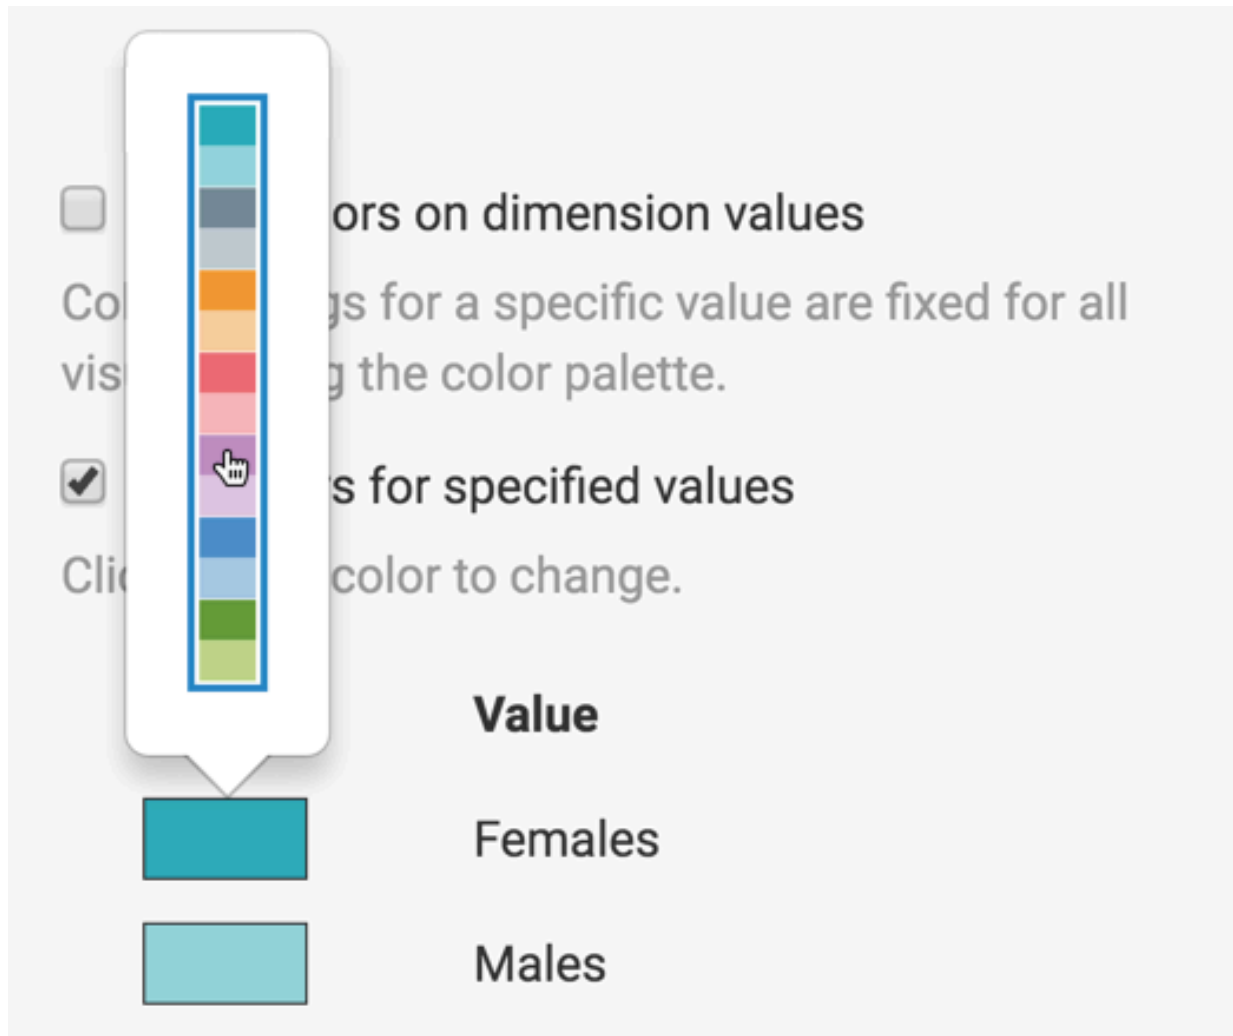 ors on dimension values
Co gs for a specific value are fixed for all
vis g the color palette.
s for specified values
Clic color to change.
Value
Females
Males